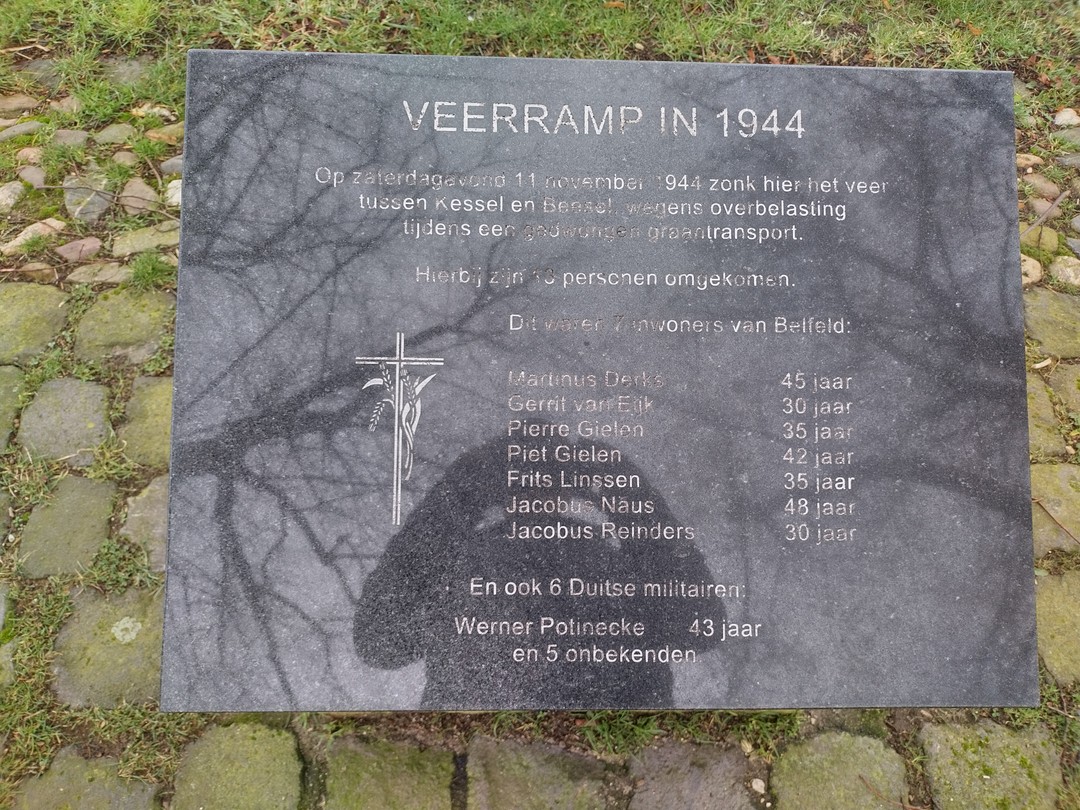 VEERRAMP IN 1944
Op zaterdagavond 11 november 1944 zonk hier het veer
tussen Kessel en Beesel, wegens overbelasting
tijdens een gedwongen graantransport.
Hierbij zijn 13 personen omgekomen.
Dit waren 7 inwoners van Belfeld:
Martinus Derks 45 jaar
Gerrit van Eijk 30 jaar
Pierre Gielen 35 jaar
Piet Gielen 42 jaar
Frits Linssen 35 jaar
Jacobus Näus 48 jaar
Jacobus Reinders 30 jaar
En ook 6 Duitse militairen:
Werner Potinecke 43 jaar
en 5 onbekenden.